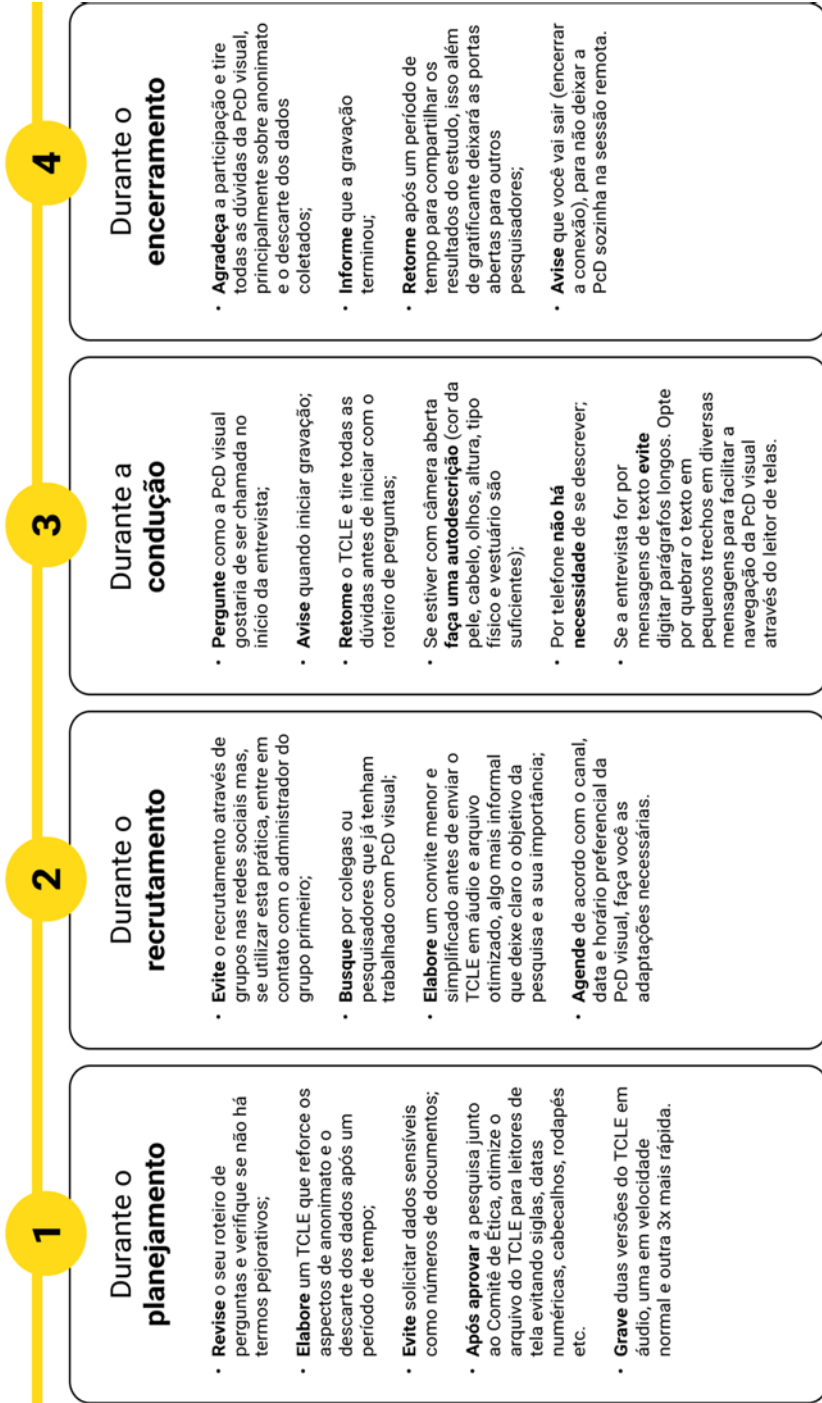 1
Durante o
planejamento
• Revise o seu roteiro de
perguntas e verifique se não há
termos pejorativos;
• Elabore um TCLE que reforce os
aspectos de anonimato e o
descarte dos dados após um
período de tempo;
• Evite solicitar dados sensíveis
como números de documentos;
• Após aprovar a pesquisa junto
ao Comitê de Ética, otimize o
arquivo do TCLE para leitores de
tela evitando siglas, datas
numéricas, cabecalhos, rodapés
etc.
• Grave duas versões do TCLE em
áudio, uma em velocidade
normal e outra 3x mais rápida.
2
Durante o
recrutamento
• Evite o recrutamento através de
grupos nas redes sociais mas,
se utilizar esta prática, entre em
contato com o administrador do
grupo primeiro;
• Busque por colegas ou
pesquisadores que já tenham
trabalhado com PcD visual;
• Elabore um convite menor e
simplificado antes de enviar o
TCLE em áudio e arquivo
otimizado, algo mais informal
que deixe claro o objetivo da
pesquisa e a sua importância;
• Agende de acordo com o canal,
data e horário preferencial da
PcD visual, faça você as
adaptações necessárias.
3
Durante a
condução
• Pergunte como a PcD visual
gostaria de ser chamada no
início da entrevista;
• Avise quando iniciar gravação;
• Retome o TCLE e tire todas as
dúvidas antes de iniciar com o
roteiro de perguntas;
• Se estiver com câmera aberta
faça uma autodescrição (cor da
pele, cabelo, olhos, altura, tipo
físico e vestuário são
suficientes);
• Por telefone não há
necessidade de se descrever;
• Se a entrevista for por
mensagens de texto evite
digitar parágrafos longos. Opte
por quebrar o texto em
pequenos trechos em diversas
mensagens para facilitar a
navegação da PcD visual
através do leitor de telas.
4
Durante o
encerramento
• Agradeça a participação e tire
todas as dúvidas da PcD visual,
principalmente sobre anonimato
e o descarte dos dados
coletados;
• Informe que a gravação
terminou;
• Retorne após um período de
tempo para compartilhar os
resultados do estudo, isso além
de gratificante deixará as portas
abertas para outros
pesquisadores;
• Avise que você vai sair (encerrar
a conexão), para não deixar a
PcD sozinha na sessão remota.